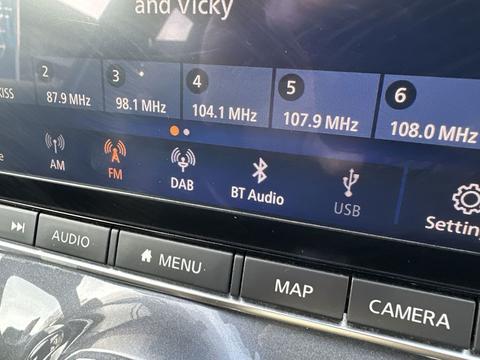 and Vicky
2 3 4 5 6
KISS 87.9 MHz 98.1 MHz 104.1 MHz 107.9 MHz 108.0 MHz
AM FM DAB BT Audio USB
AUDIO MENU MAP CAMERA